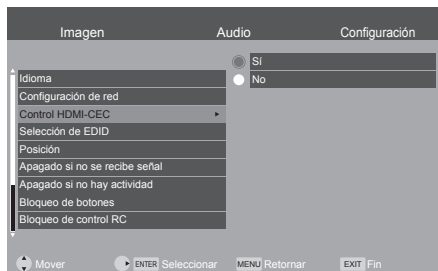 Imagen Audio Configuración
Sí
Idioma No
Configuración de red
Control HDMI-CEC
Selección de EDID
Posición
Apagado si no se recibe señal
Apagado si no hay actividad
Bloqueo de botones
Bloqueo de control RC
Mover ENTER Seleccionar MENU Retornar EXIT Fin